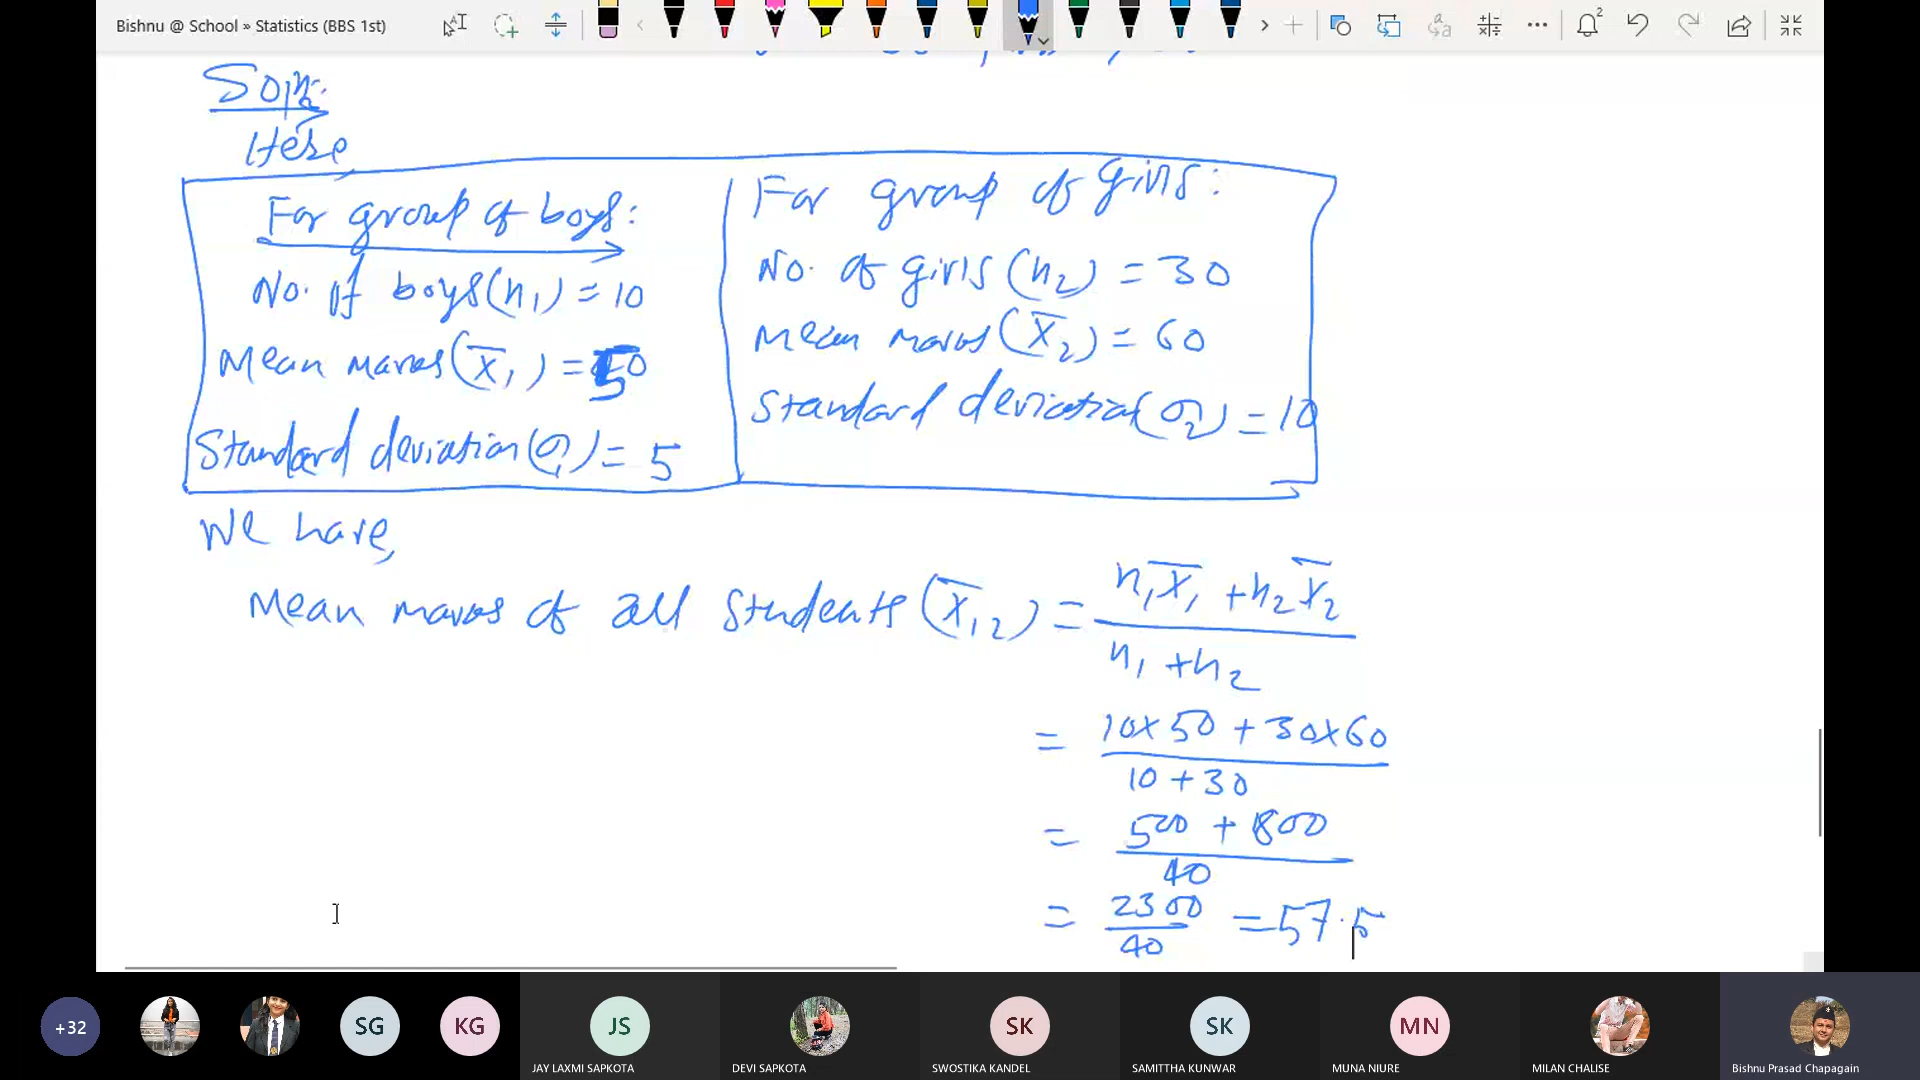 Bishnu @ School » Statistics (BBS 1st)
2
Soln:
Here
For group of boys:
No. of boys (n₁) = 10
Mean marks (X̄₁) = 50
Standard deviation (σ₁) = 5
For group of girls:
No. of girls (n₂) = 30
Mean marks (X̄₂) = 60
Standard deviation (σ₂) = 10
We have,
Mean marks of all students (X̄₁₂) = n₁X̄₁ + n₂X̄₂
n₁ + n₂
= 10×50 + 30×60
10 + 30
= 500 + 800
40
= 2300 = 57.5
40
+32
SG
KG
JS
SK
SK
MN
JAY LAXMI SAPKOTA
DEVI SAPKOTA
SWOSTIKA KANDEL
SAMITTHA KUNWAR
MUNA NIURE
MILAN CHALISE
Bishnu Prasad Chapagain